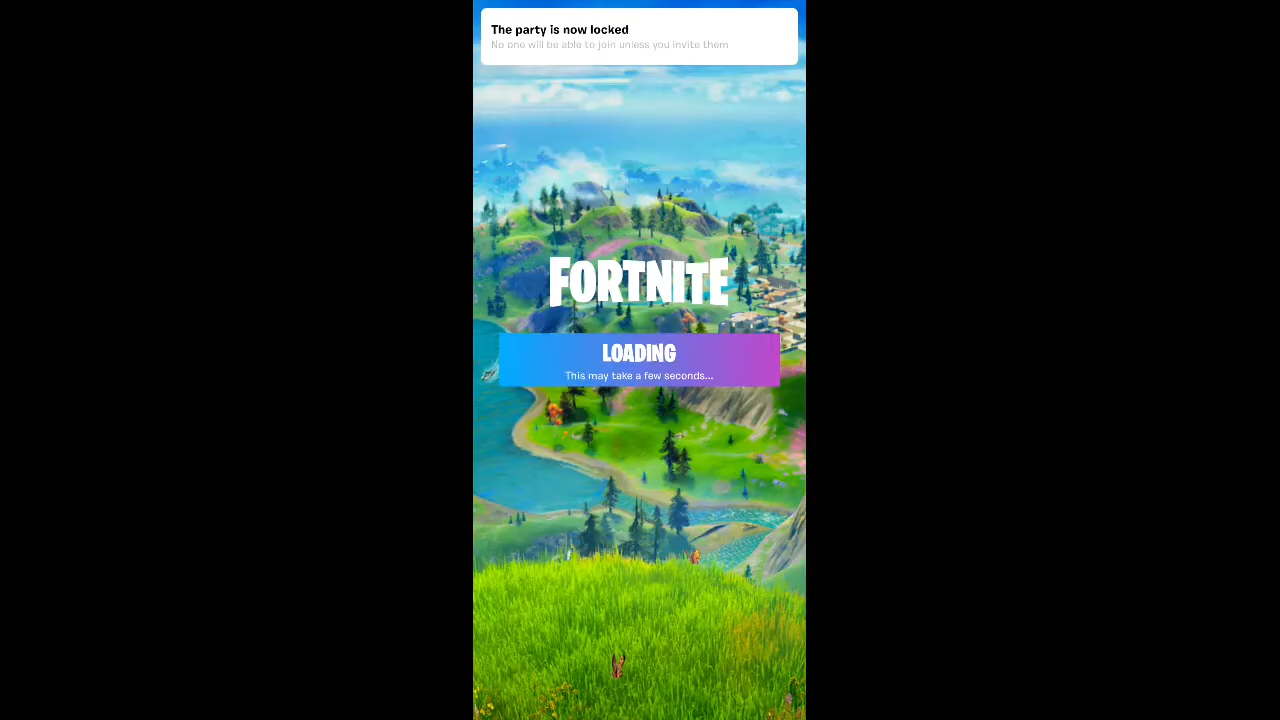 The party is now locked
No one will be able to join unless you invite them
FORTNITE
LOADING
This may take a few seconds...